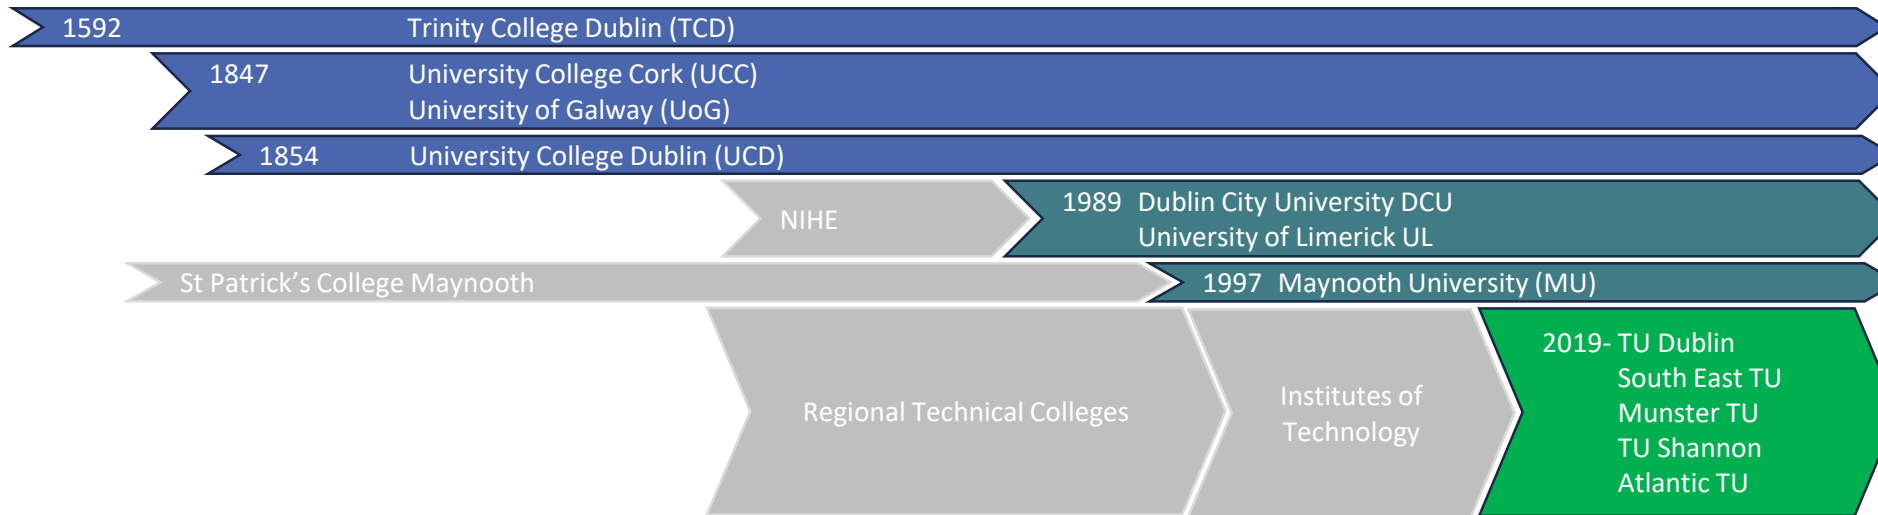 1592 Trinity College Dublin (TCD)
1847 University College Cork (UCC)
University of Galway (UoG)
1854 University College Dublin (UCD)
NIHE
1989 Dublin City University DCU
University of Limerick UL
St Patrick’s College Maynooth
1997 Maynooth University (MU)
Regional Technical Colleges
Institutes of
Technology
2019- TU Dublin
South East TU
Munster TU
TU Shannon
Atlantic TU